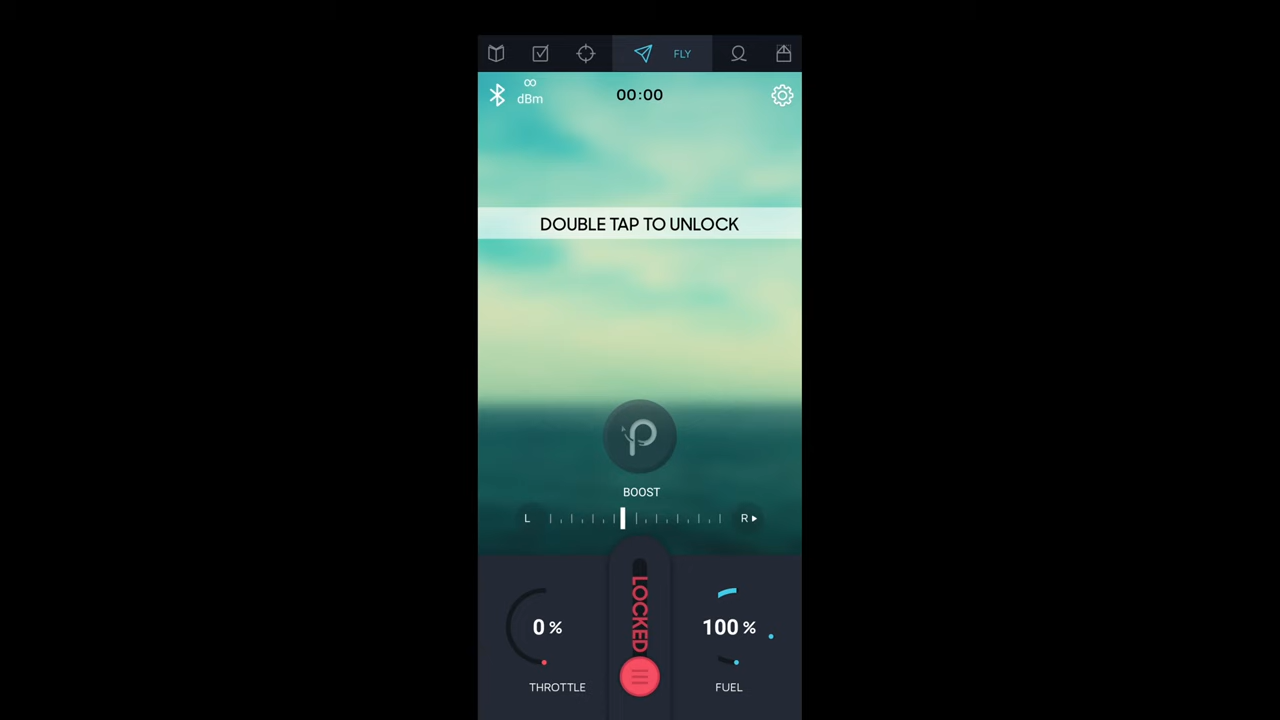 FLY
∞
dBm
00:00
DOUBLE TAP TO UNLOCK
BOOST
L
R
LOCKED
0 %
100 %
THROTTLE
FUEL